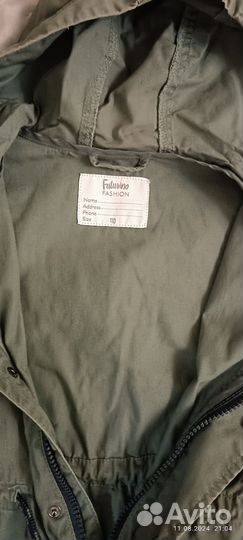 Futurino
FASHION
Name
Address
Phone
Size 110
Avito
11.08.2024 21:04